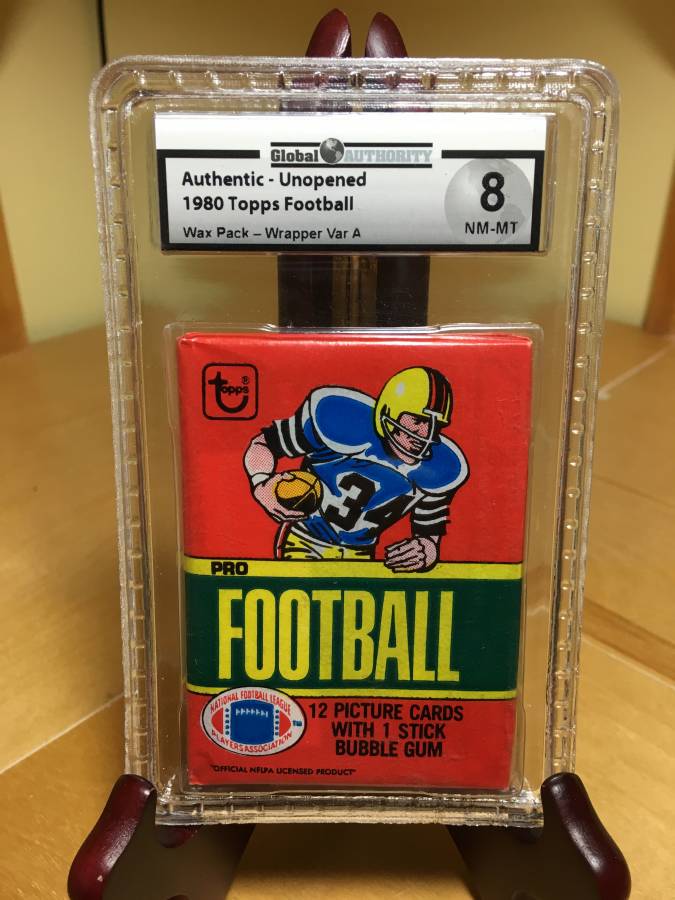 Global AUTHORITY
Authentic - Unopened
1980 Topps Football
Wax Pack – Wrapper Var A
8
NM-MT
topps®
34
PRO
FOOTBALL
NATIONAL FOOTBALL LEAGUE
PLAYERS ASSOCIATION
TM
12 PICTURE CARDS
WITH 1 STICK
BUBBLE GUM
"OFFICIAL NFLPA LICENSED PRODUCT"